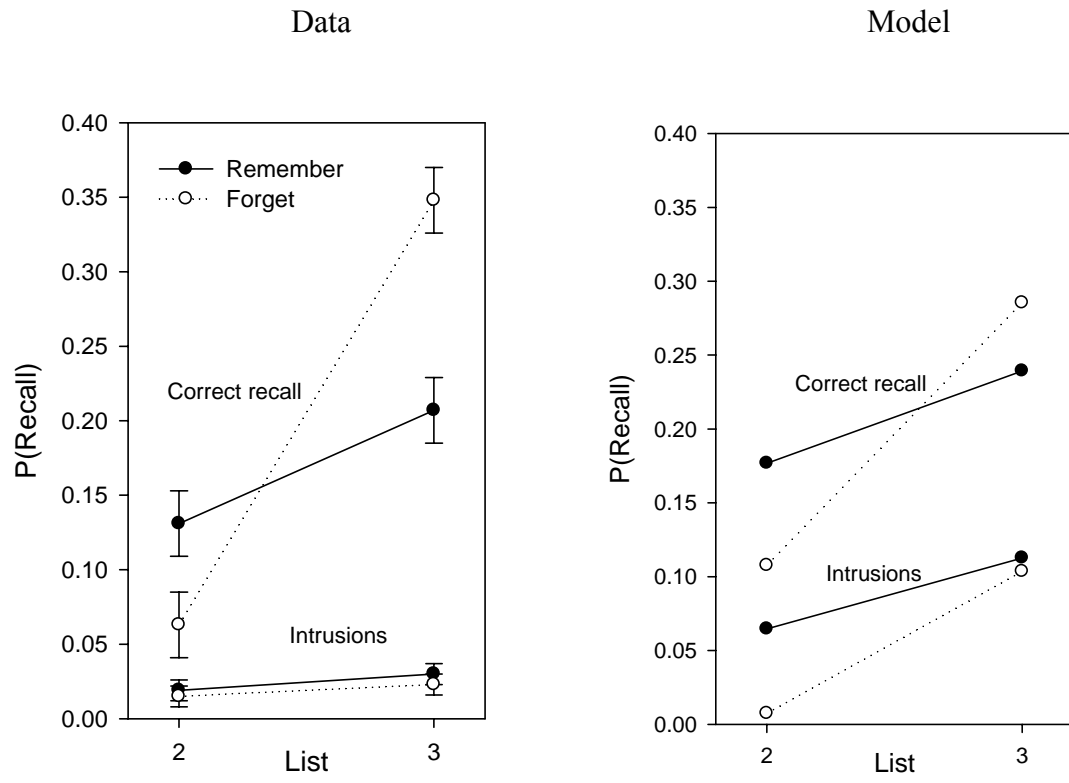 Data
Model
0.40
0.35
0.30
0.25
0.20
0.15
0.10
0.05
0.00
P(Recall)
Remember
Forget
Correct recall
Intrusions
2
3
List
0.40
0.35
0.30
0.25
0.20
0.15
0.10
0.05
0.00
P(Recall)
Correct recall
Intrusions
2
3
List